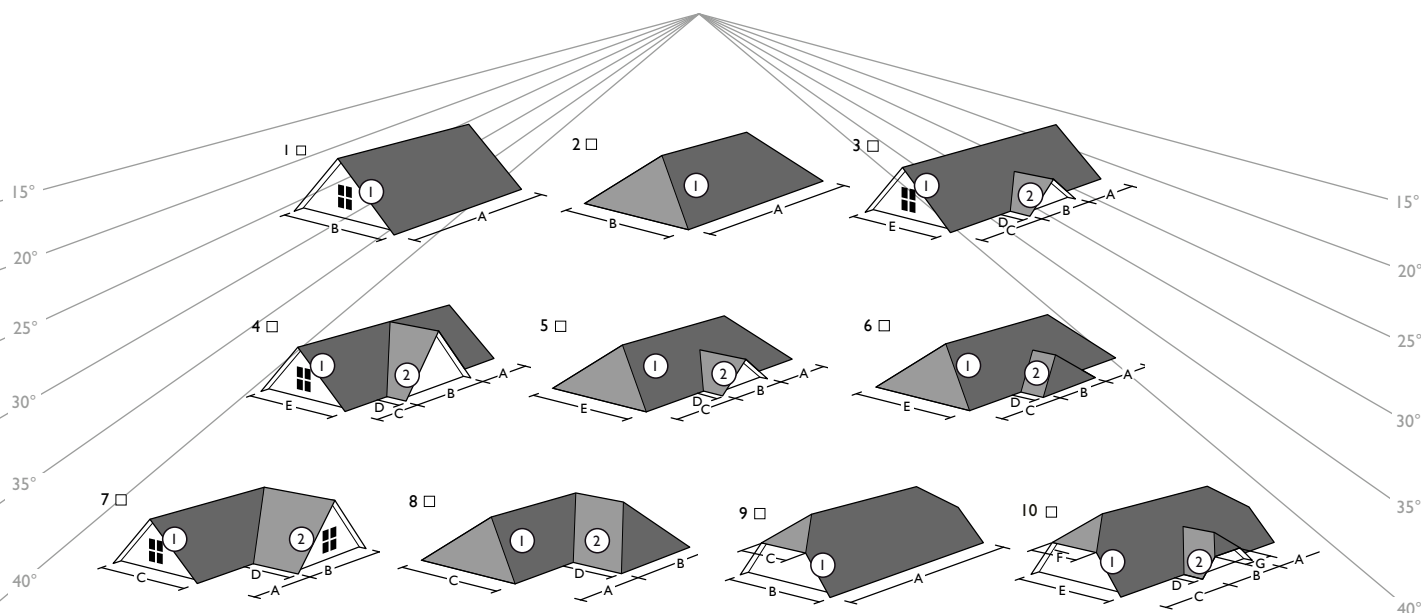 1 □ 2 □ 3 □
1 1 1 2
B A B A E D C B A
15° 15°
20° 20°
25° 25°
30° 30°
35° 35°
40° 40°
4 □ 5 □ 6 □
1 2 1 2 1 2
E D C B A E D C B A E D C B A
7 □ 8 □ 9 □ 10 □
1 2 1 2 1 1 2
C D A B C D A B C B A F E D C B G A